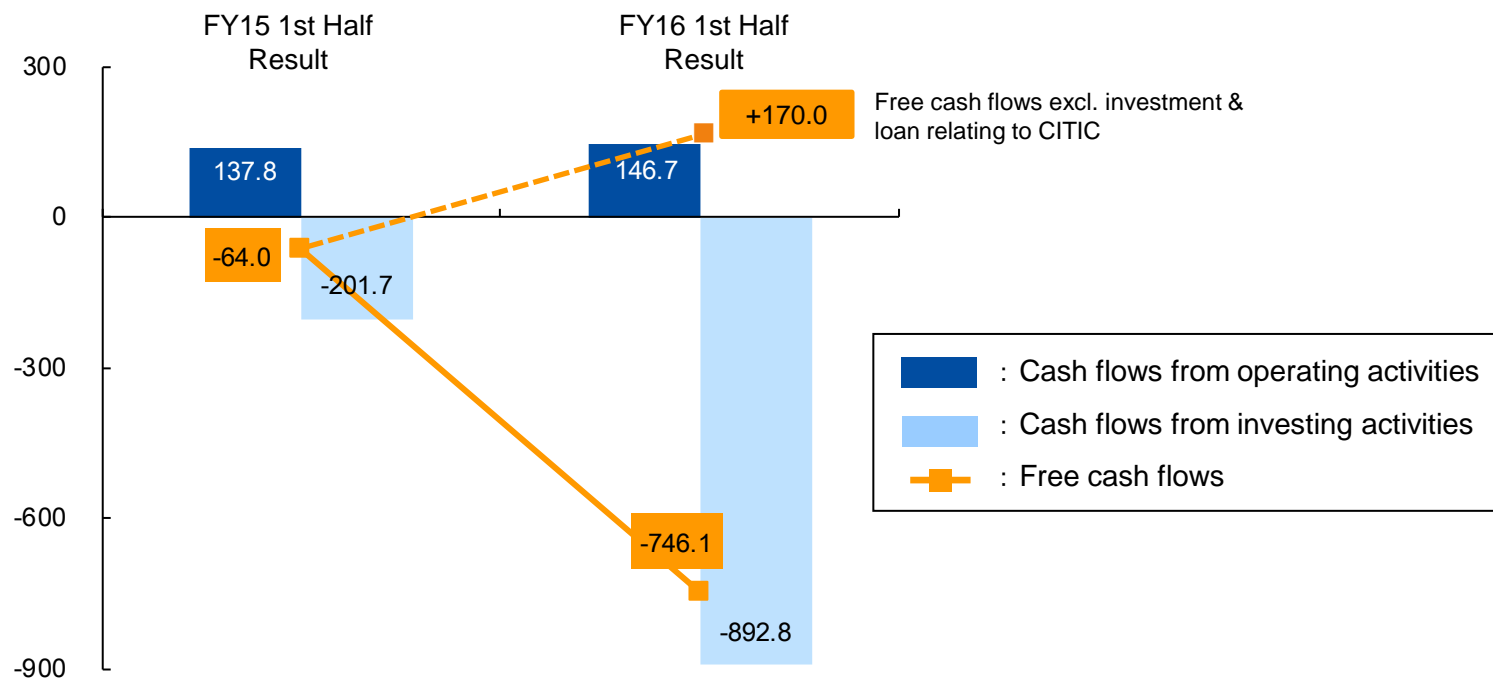 FY15 1st Half
Result
FY16 1st Half
Result
300
0
-300
-600
-900
137.8
146.7
+170.0
Free cash flows excl. investment &
loan relating to CITIC
-64.0
-201.7
-746.1
-892.8
: Cash flows from operating activities
: Cash flows from investing activities
: Free cash flows